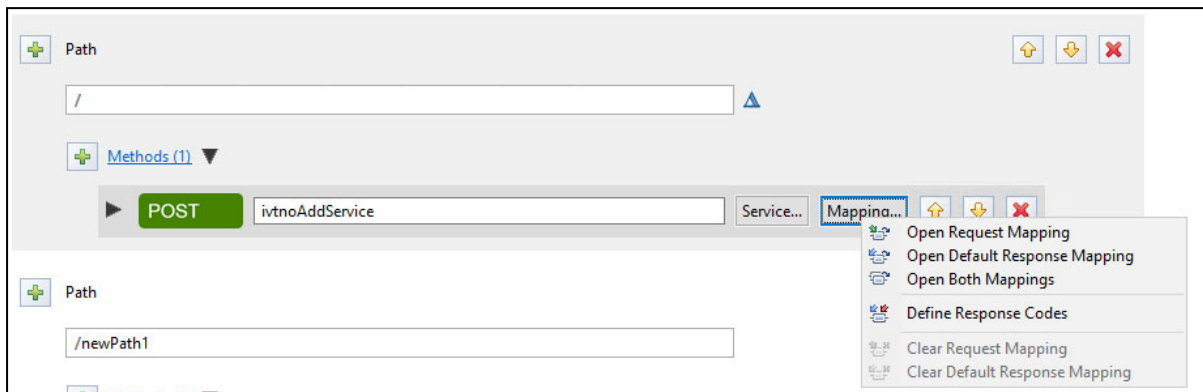 Path
/
Methods (1)
POST ivtnoAddService Service... Mapping...
Open Request Mapping
Open Default Response Mapping
Open Both Mappings
Define Response Codes
Clear Request Mapping
Clear Default Response Mapping
Path
/newPath1